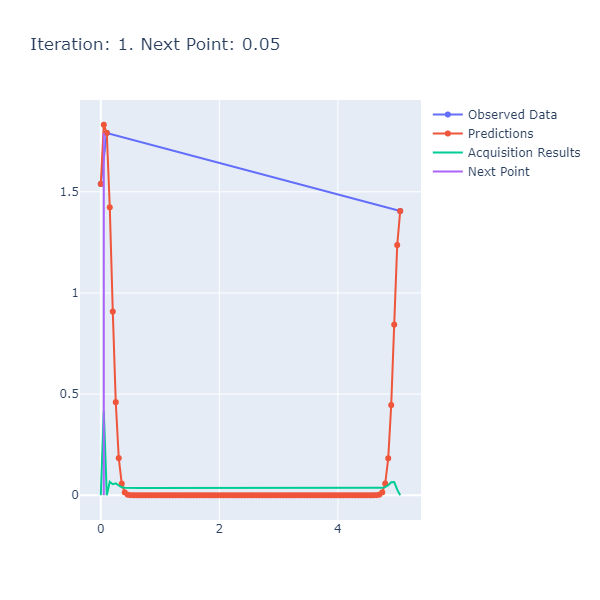 Iteration: 1. Next Point: 0.05
Observed Data
Predictions
Acquisition Results
Next Point
1.5
1
0.5
0
0
2
4